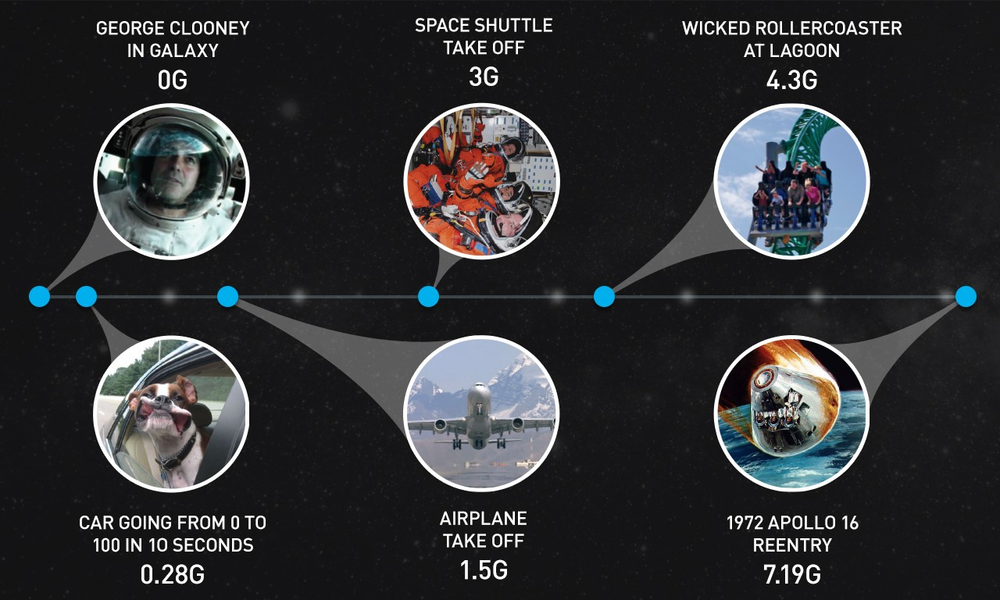 GEORGE CLOONEY
IN GALAXY
0G
SPACE SHUTTLE
TAKE OFF
3G
WICKED ROLLERCOASTER
AT LAGOON
4.3G
CAR GOING FROM 0 TO
100 IN 10 SECONDS
0.28G
AIRPLANE
TAKE OFF
1.5G
1972 APOLLO 16
REENTRY
7.19G